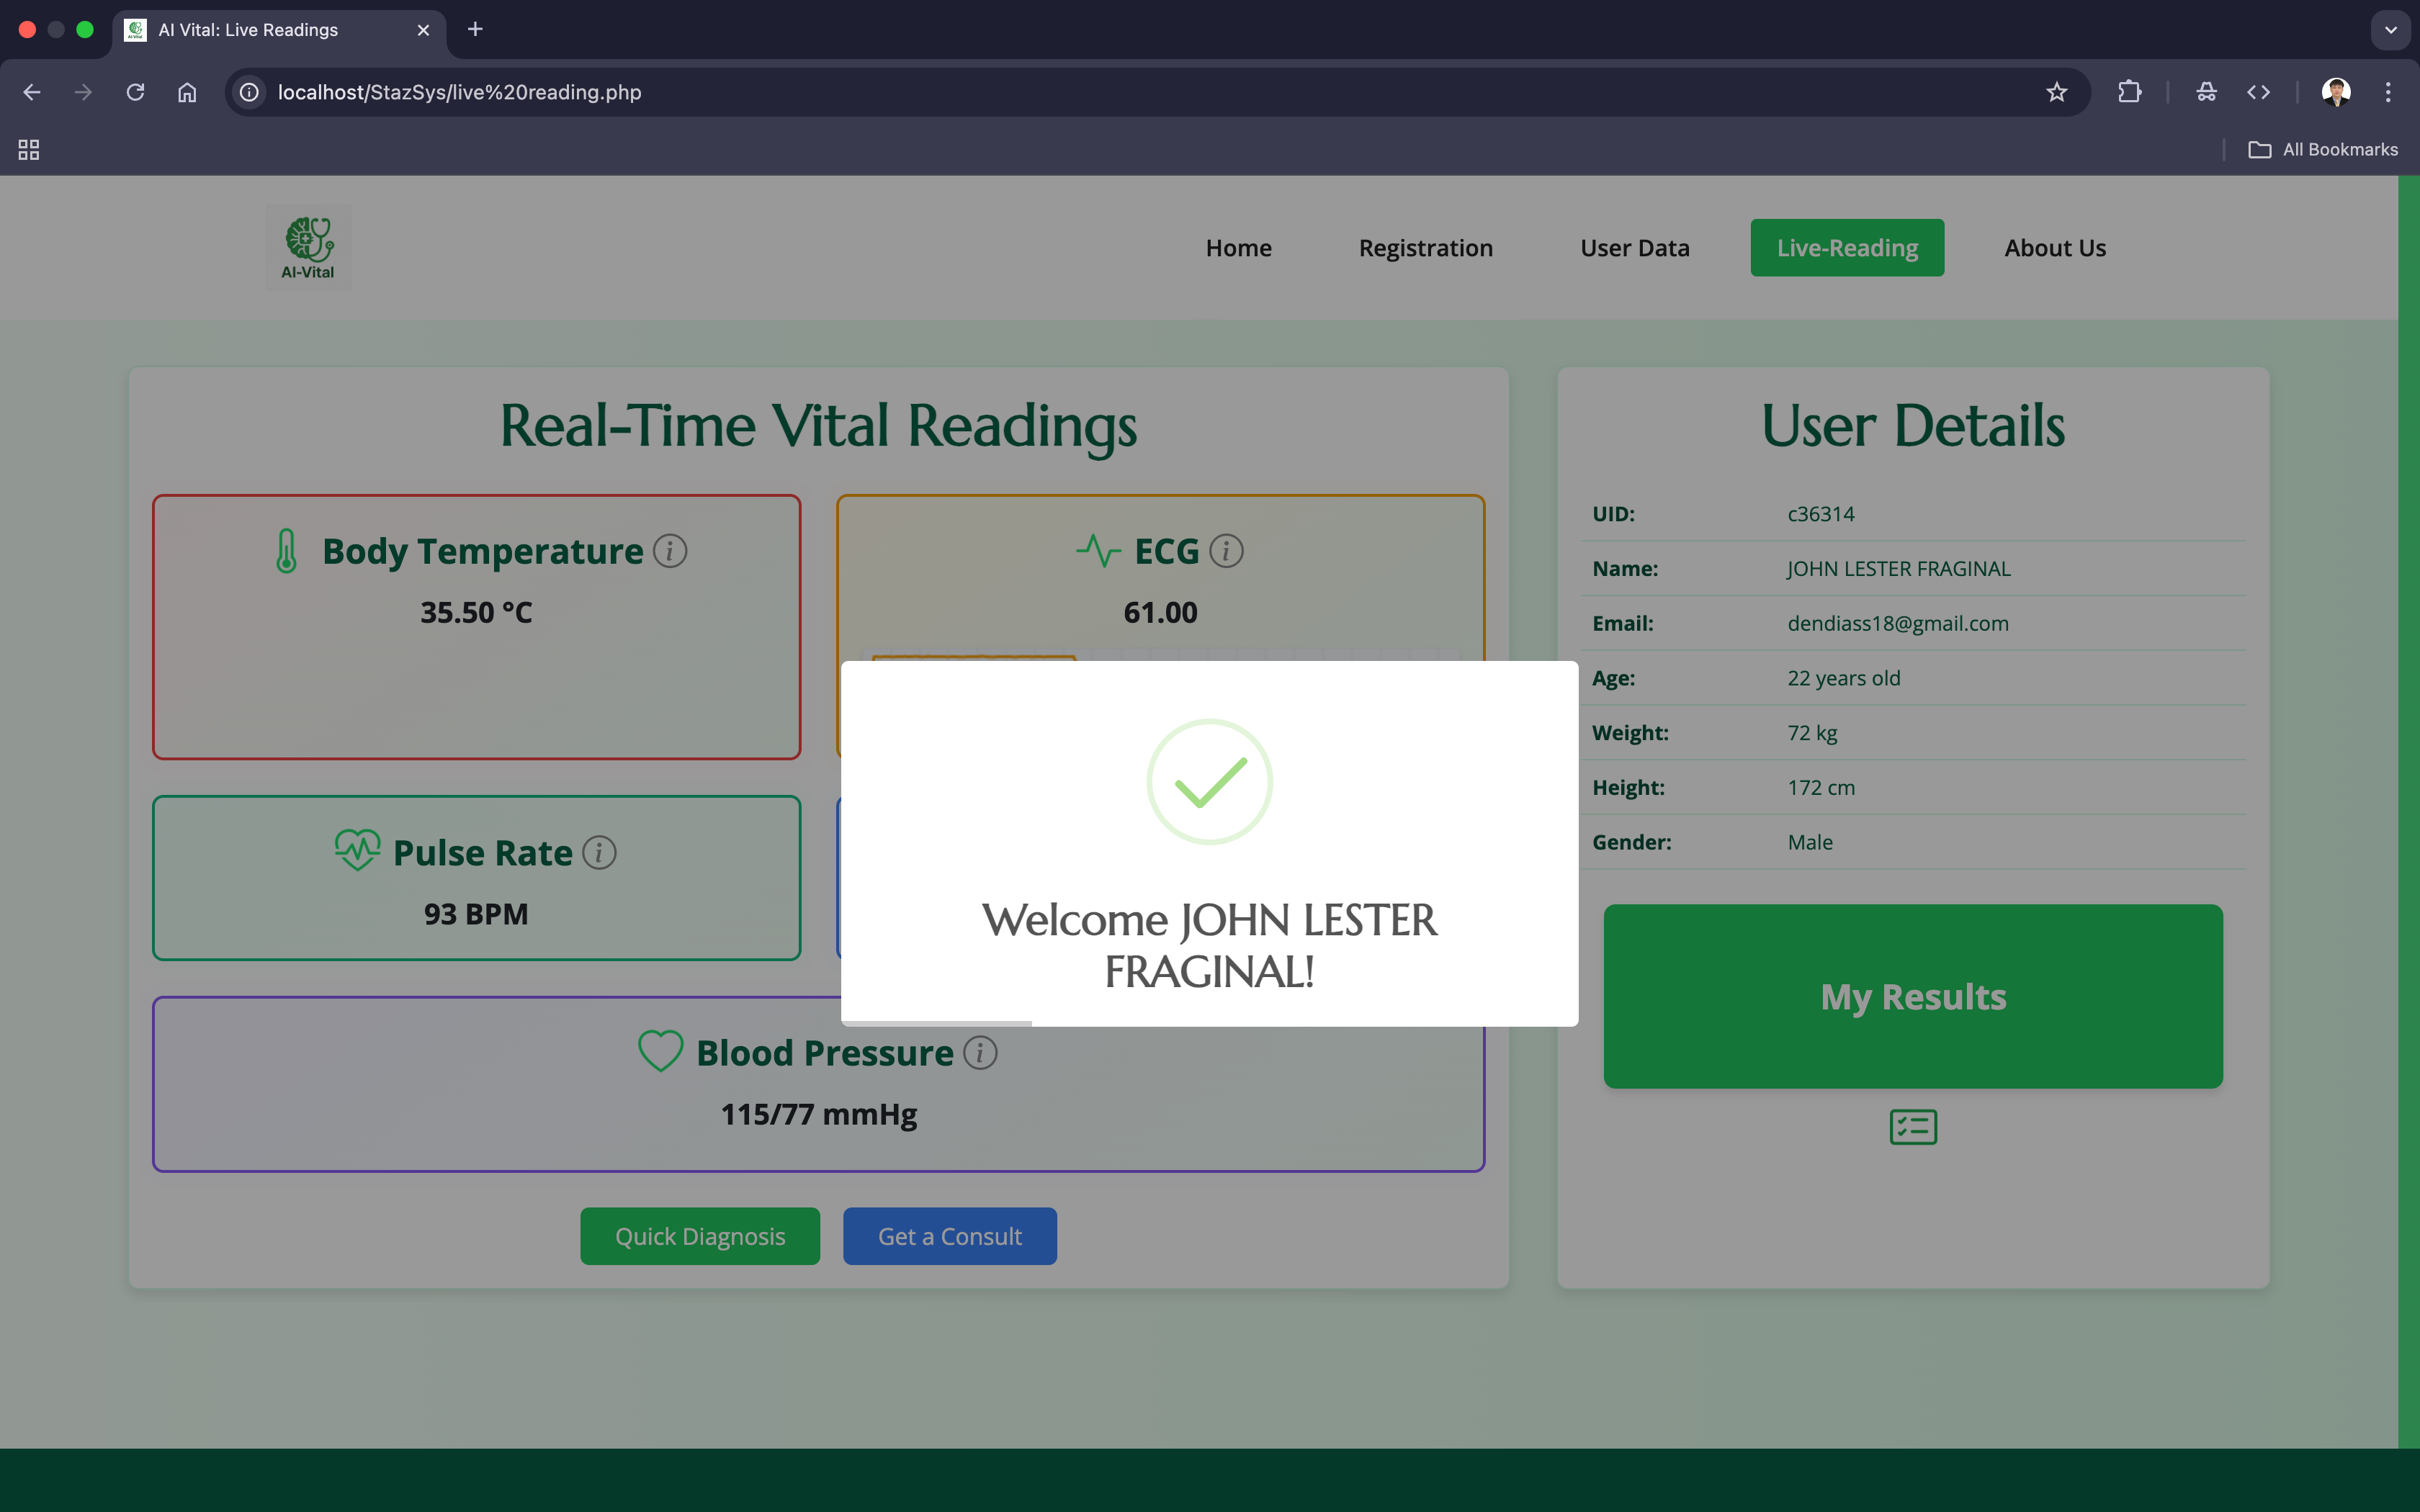 AI Vital: Live Readings
localhost/StazSys/live%20reading.php
All Bookmarks
AI-Vital
Home
Registration
User Data
Live-Reading
About Us
Real-Time Vital Readings
Body Temperature
35.50 °C
ECG
61.00
Pulse Rate
93 BPM
Blood Pressure
115/77 mmHg
Quick Diagnosis
Get a Consult
Welcome JOHN LESTER
FRAGINAL!
User Details
UID: c36314
Name: JOHN LESTER FRAGINAL
Email: dendiass18@gmail.com
Age: 22 years old
Weight: 72 kg
Height: 172 cm
Gender: Male
My Results